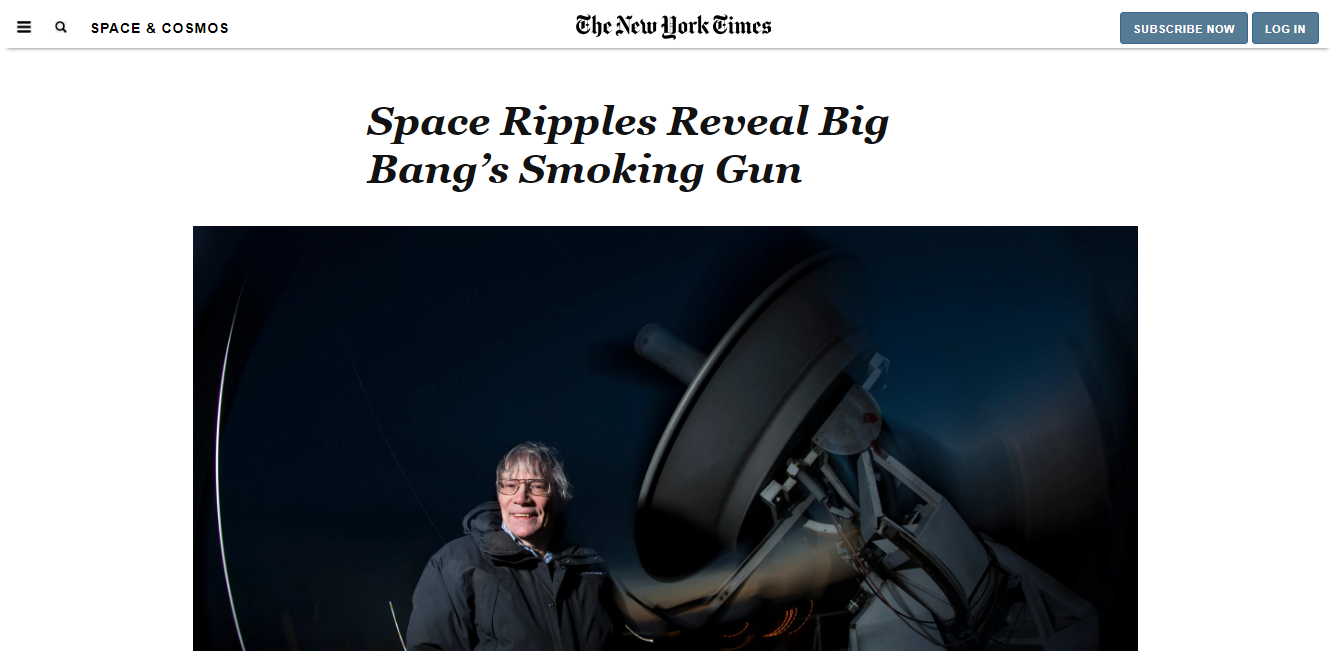 SPACE & COSMOS
The New York Times
SUBSCRIBE NOW
LOG IN
Space Ripples Reveal Big
Bang’s Smoking Gun